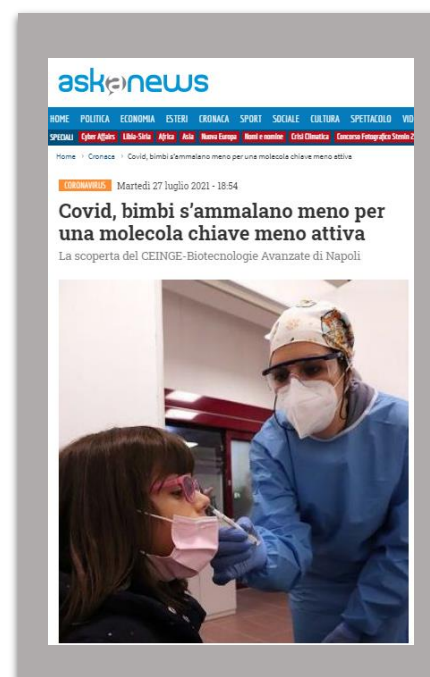 askanews
HOME POLITICA ECONOMIA ESTERI CRONACA SPORT SOCIALE CULTURA SPETTACOLO VID
SPECIALI Cyber Affairs Libia-Siria Africa Asia Nuova Europa Nomi e nomine Crisi Climatica Concorso Fotografico Stenin 2
Home › Cronaca › Covid, bimbi s'ammalano meno per una molecola chiave meno attiva
CORONAVIRUS Martedì 27 luglio 2021 - 18:54
Covid, bimbi s’ammalano meno per
una molecola chiave meno attiva
La scoperta del CEINGE-Biotecnologie Avanzate di Napoli